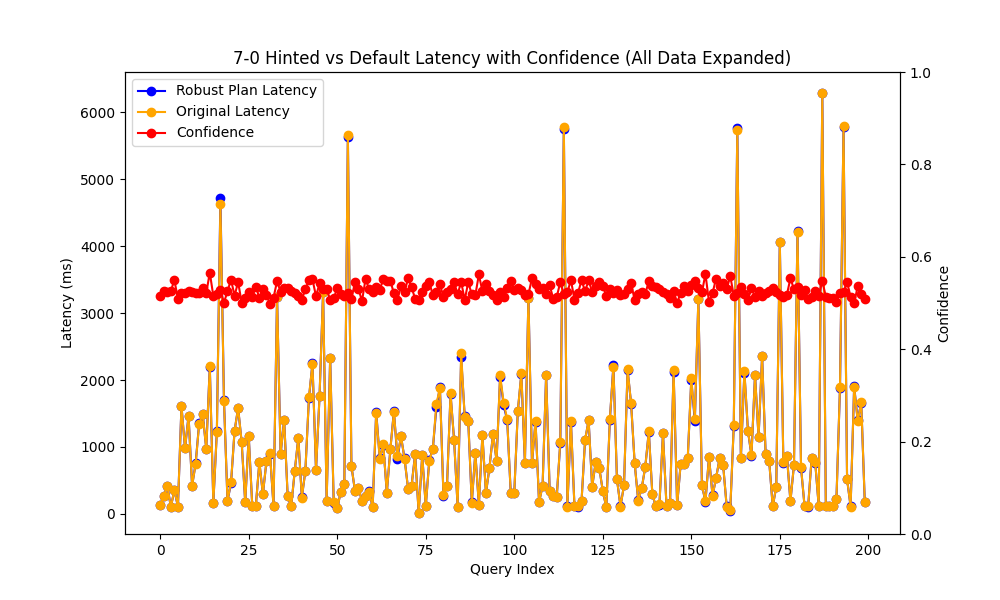 7-0 Hinted vs Default Latency with Confidence (All Data Expanded)
Robust Plan Latency
Original Latency
Confidence
Latency (ms)
6000
5000
4000
3000
2000
1000
0
1.0
0.8
0.6
0.4
0.2
0.0
Confidence
0 25 50 75 100 125 150 175 200
Query Index